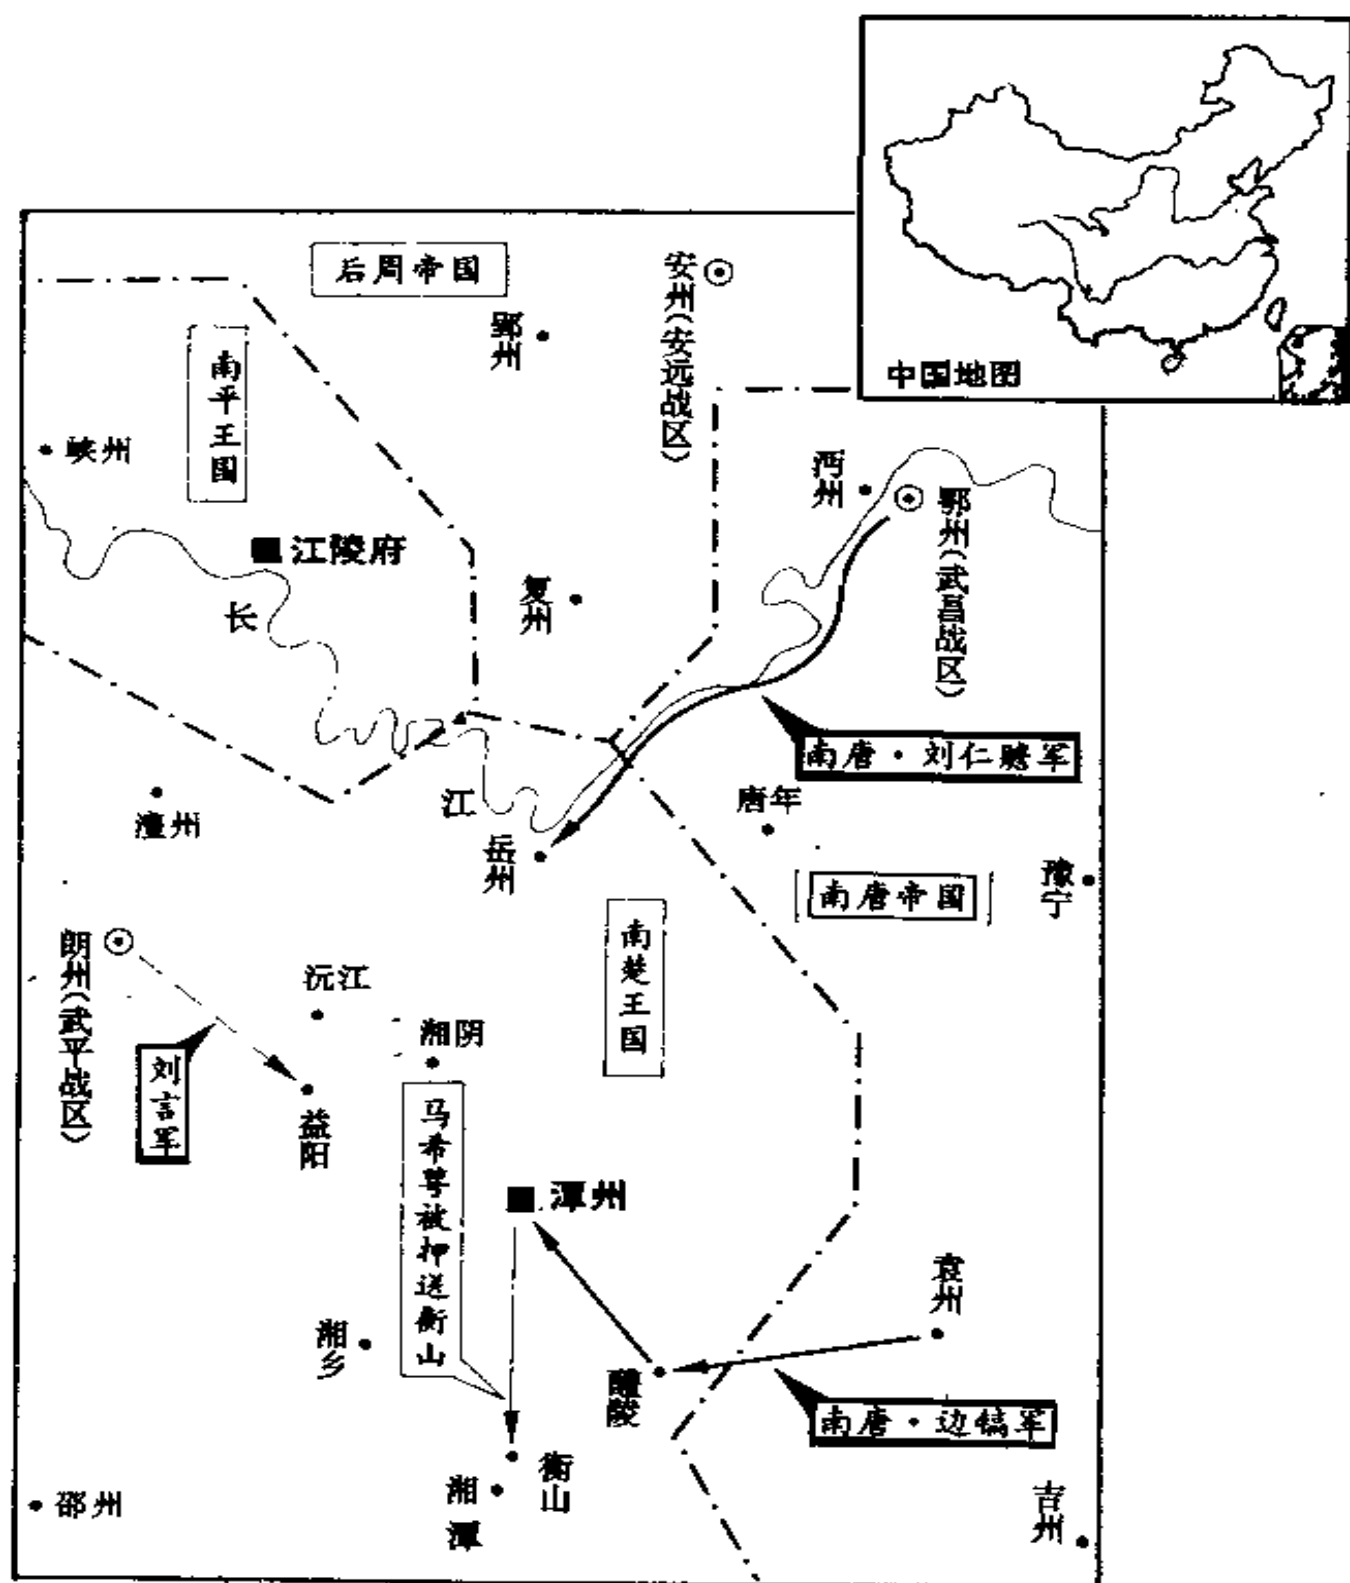 中国地图
后周帝国
安州(安远战区)
郢州
南平王国
峡州
沔州
鄂州(武昌战区)
江陵府
长
复州
南唐·刘仁赡军
江
唐年
澧州
岳州
豫宁
南唐帝国
南楚王国
朗州(武平战区)
沅江
湘阴
刘言军
益阳
马希萼被押送衡山
潭州
袁州
湘乡
醴陵
南唐·边镐军
衡山
湘潭
邵州
吉州